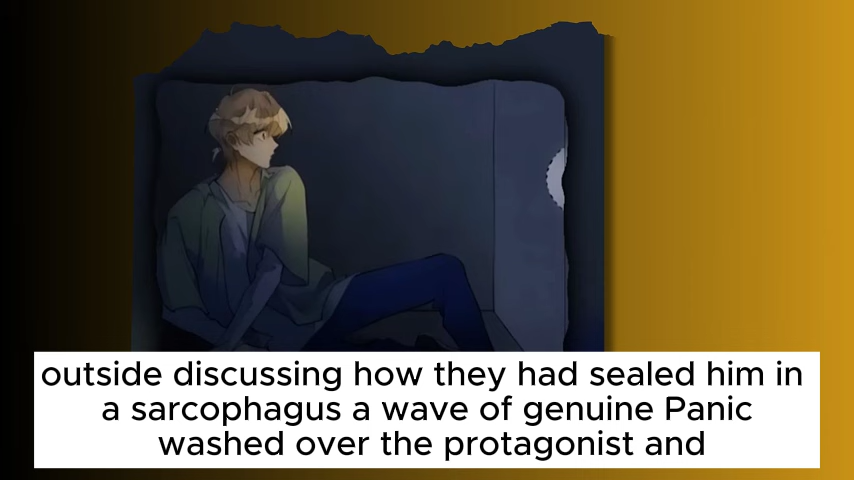 outside discussing how they had sealed him in
a sarcophagus a wave of genuine Panic
washed over the protagonist and